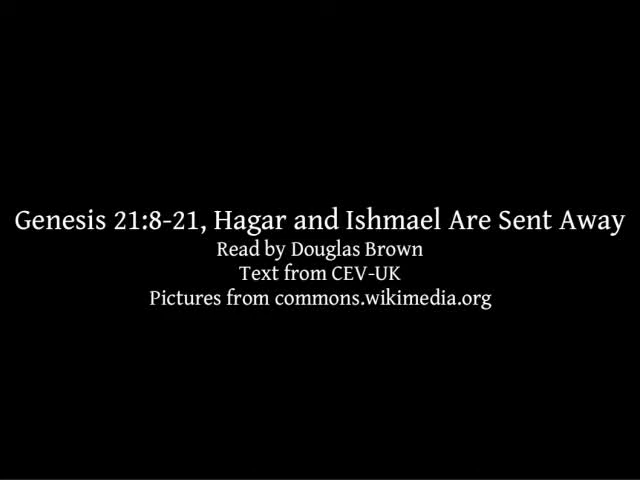 Genesis 21:8-21, Hagar and Ishmael Are Sent Away
Read by Douglas Brown
Text from CEV-UK
Pictures from commons.wikimedia.org